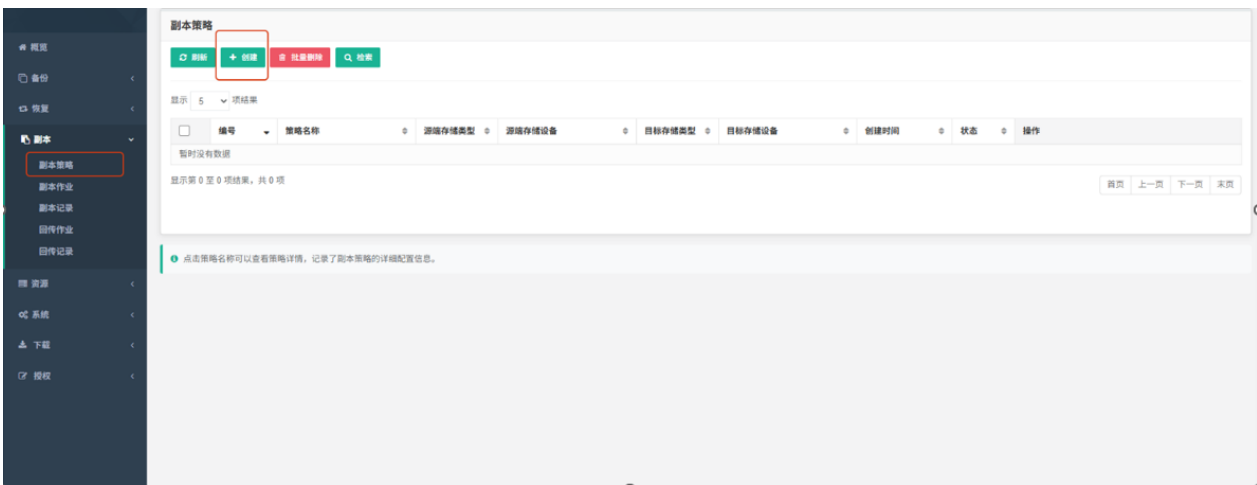 概览
备份
恢复
副本
副本策略
副本作业
副本记录
回传作业
回传记录
资源
系统
下载
授权
副本策略
刷新 创建 批量删除 检索
显示 5 项结果
编号 策略名称 源端存储类型 源端存储设备 目标存储类型 目标存储设备 创建时间 状态 操作
暂时没有数据
显示第 0 至 0 项结果，共 0 项
首页 上一页 下一页 末页
点击策略名称可以查看策略详情，记录了副本策略的详细配置信息。